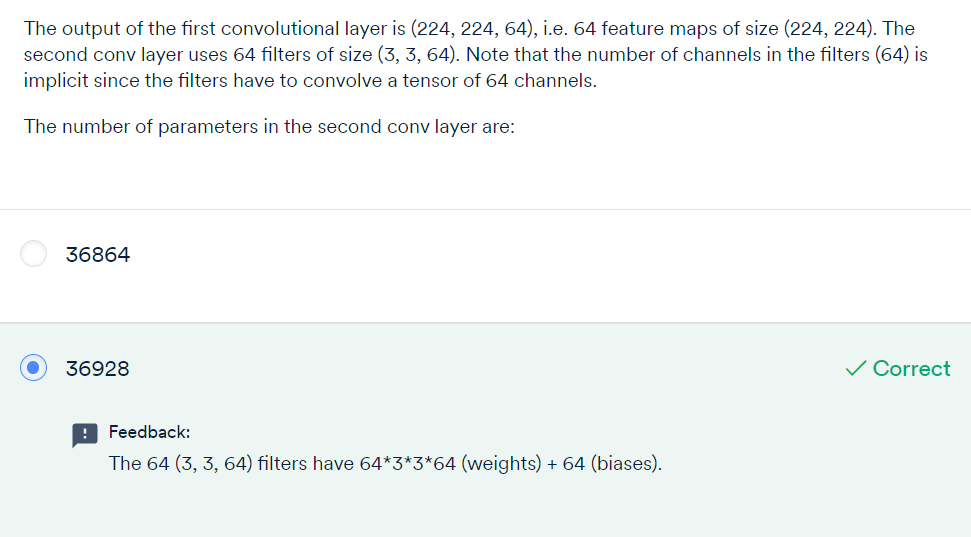 The output of the first convolutional layer is (224, 224, 64), i.e. 64 feature maps of size (224, 224). The
second conv layer uses 64 filters of size (3, 3, 64). Note that the number of channels in the filters (64) is
implicit since the filters have to convolve a tensor of 64 channels.
The number of parameters in the second conv layer are:
36864
36928
Correct
Feedback:
The 64 (3, 3, 64) filters have 64*3*3*64 (weights) + 64 (biases).